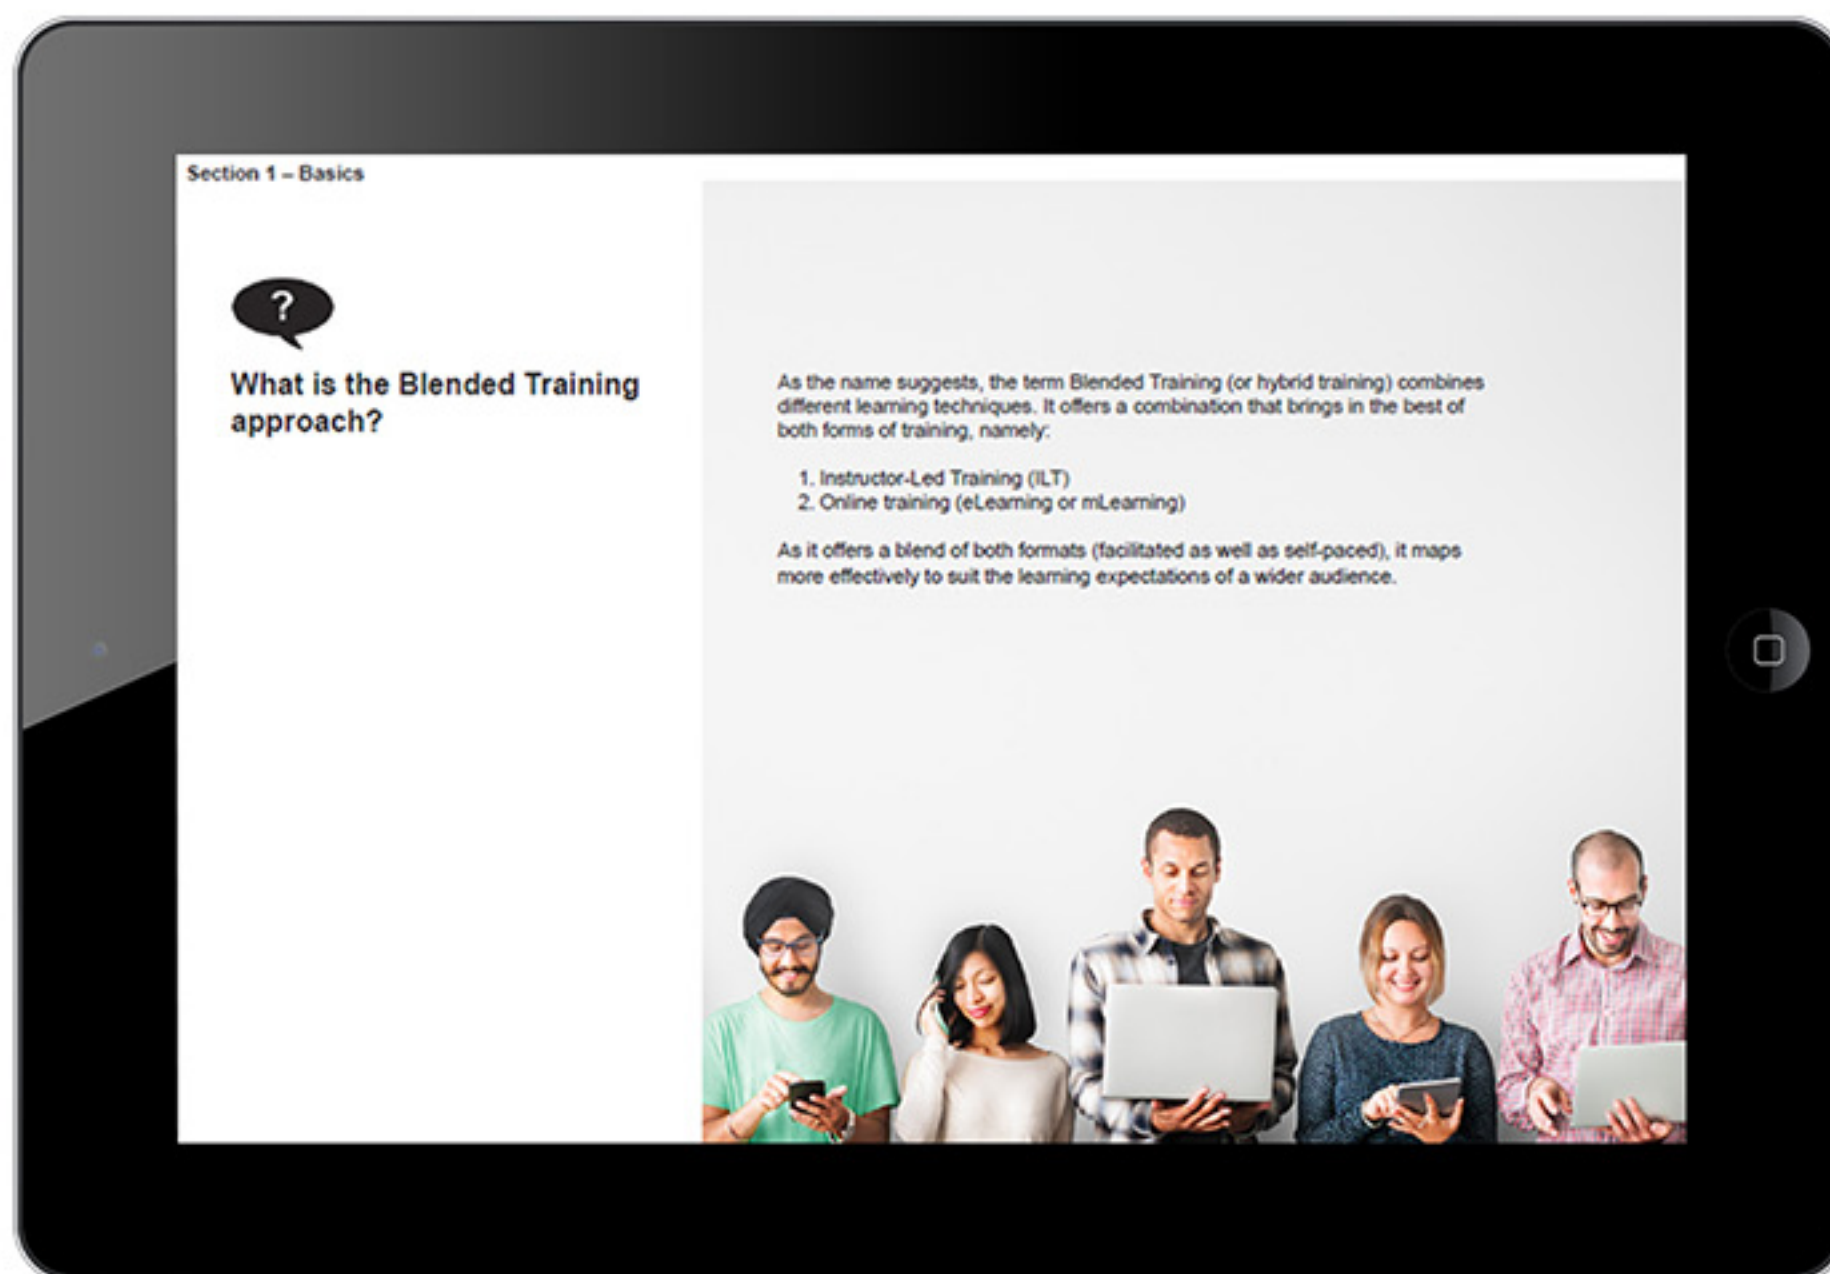 Section 1 – Basics
?
What is the Blended Training
approach?
As the name suggests, the term Blended Training (or hybrid training) combines
different learning techniques. It offers a combination that brings in the best of
both forms of training, namely:
1. Instructor-Led Training (ILT)
2. Online training (eLearning or mLearning)
As it offers a blend of both formats (facilitated as well as self-paced), it maps
more effectively to suit the learning expectations of a wider audience.